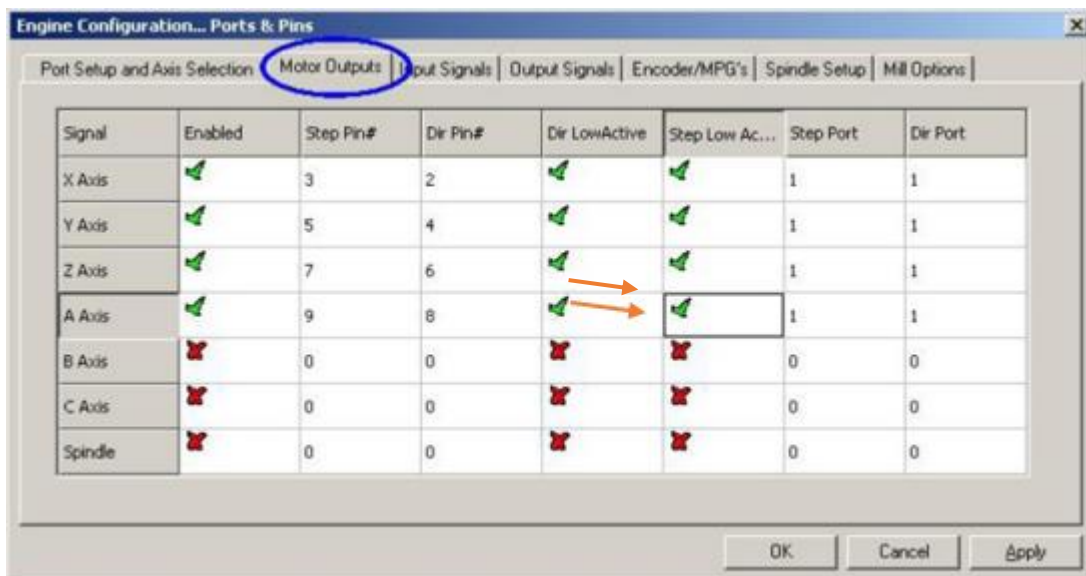 Engine Configuration... Ports & Pins
Port Setup and Axis Selection Motor Outputs Input Signals Output Signals Encoder/MPG's Spindle Setup Mill Options
Signal Enabled Step Pin# Dir Pin# Dir LowActive Step Low Ac... Step Port Dir Port
X Axis 3 2 1 1
Y Axis 5 4 1 1
Z Axis 7 6 1 1
A Axis 9 8 1 1
B Axis 0 0 0 0
C Axis 0 0 0 0
Spindle 0 0 0 0
OK Cancel Apply